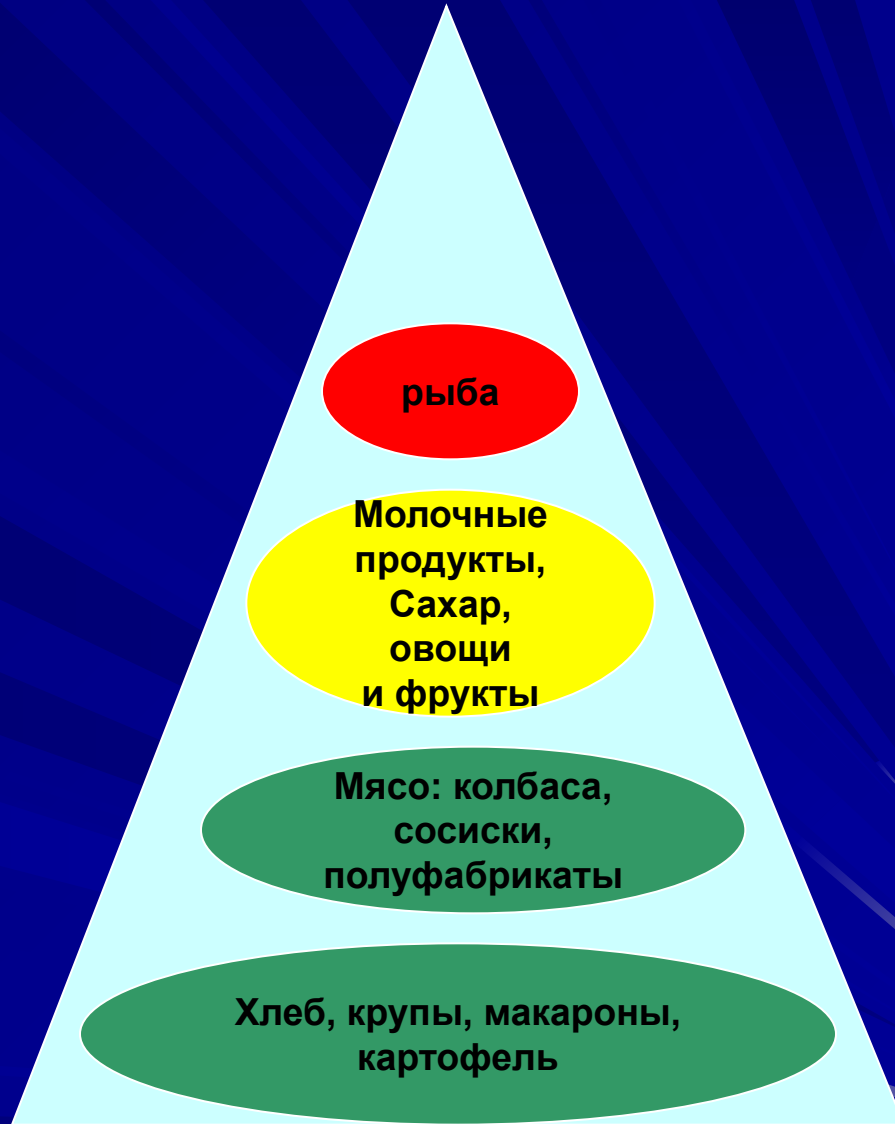 рыба
Молочные
продукты,
Сахар,
овощи
и фрукты
Мясо: колбаса,
сосиски,
полуфабрикаты
Хлеб, крупы, макароны,
картофель